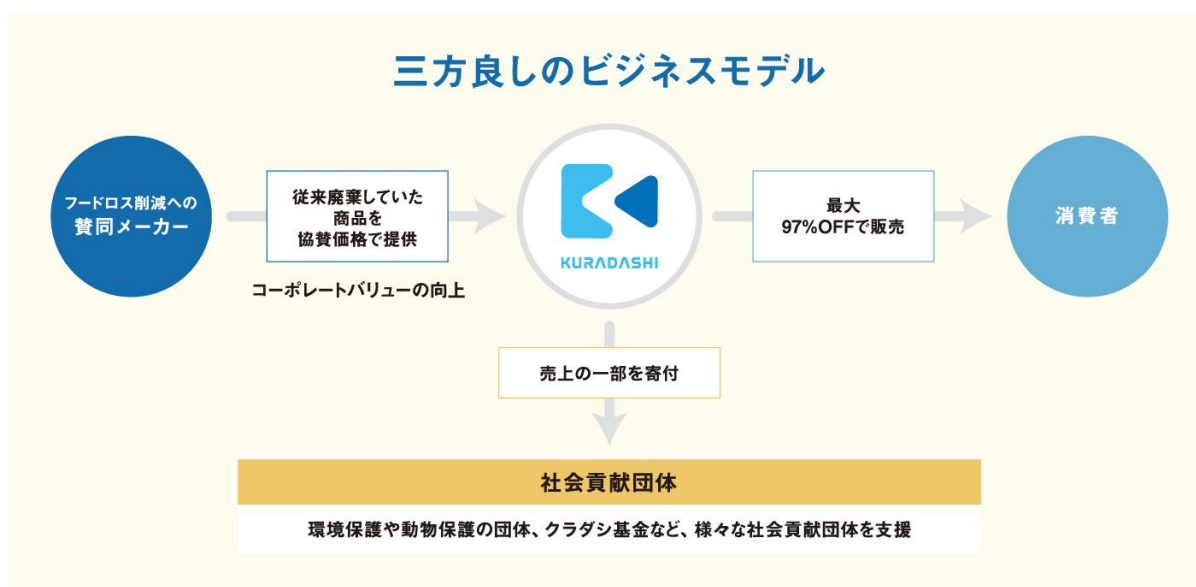 三方良しのビジネスモデル
フードロス削減への
賛同メーカー
従来廃棄していた
商品を
協賛価格で提供
コーポレートバリューの向上
KURADASHI
最大
97%OFFで販売
消費者
売上の一部を寄付
社会貢献団体
環境保護や動物保護の団体、クラダシ基金など、様々な社会貢献団体を支援